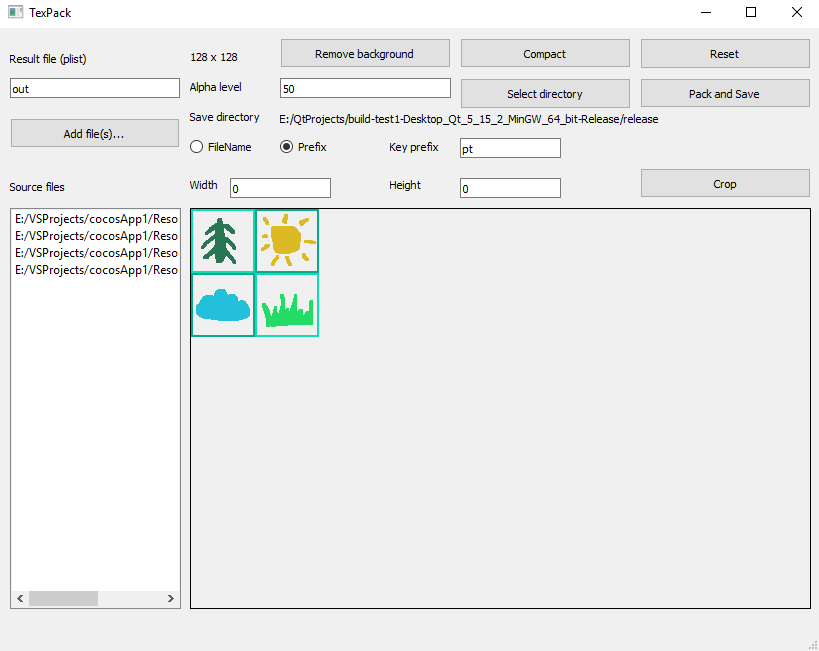 TexPack
Result file (plist)
128 x 128
Remove background
Compact
Reset
out
Alpha level
50
Select directory
Pack and Save
Add file(s)...
Save directory
E:/QtProjects/build-test1-Desktop_Qt_5_15_2_MinGW_64_bit-Release/release
FileName
Prefix
Key prefix
pt
Source files
Width
0
Height
0
Crop
E:/VSProjects/cocosApp1/Reso
E:/VSProjects/cocosApp1/Reso
E:/VSProjects/cocosApp1/Reso
E:/VSProjects/cocosApp1/Reso